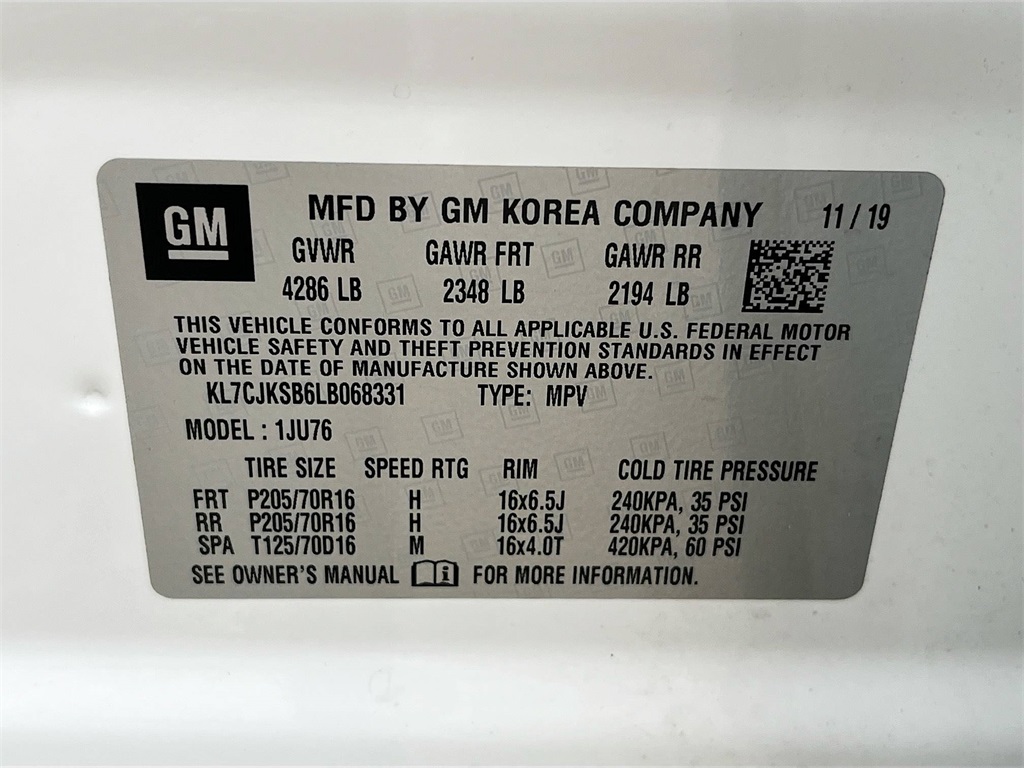 GM
MFD BY GM KOREA COMPANY 11/19
GVWR GAWR FRT GAWR RR
4286 LB 2348 LB 2194 LB
THIS VEHICLE CONFORMS TO ALL APPLICABLE U.S. FEDERAL MOTOR
VEHICLE SAFETY AND THEFT PREVENTION STANDARDS IN EFFECT
ON THE DATE OF MANUFACTURE SHOWN ABOVE.
KL7CJKSB6LB068331 TYPE: MPV
MODEL : 1JU76
TIRE SIZE SPEED RTG RIM COLD TIRE PRESSURE
FRT P205/70R16 H 16x6.5J 240KPA, 35 PSI
RR P205/70R16 H 16x6.5J 240KPA, 35 PSI
SPA T125/70D16 M 16x4.0T 420KPA, 60 PSI
SEE OWNER'S MANUAL FOR MORE INFORMATION.